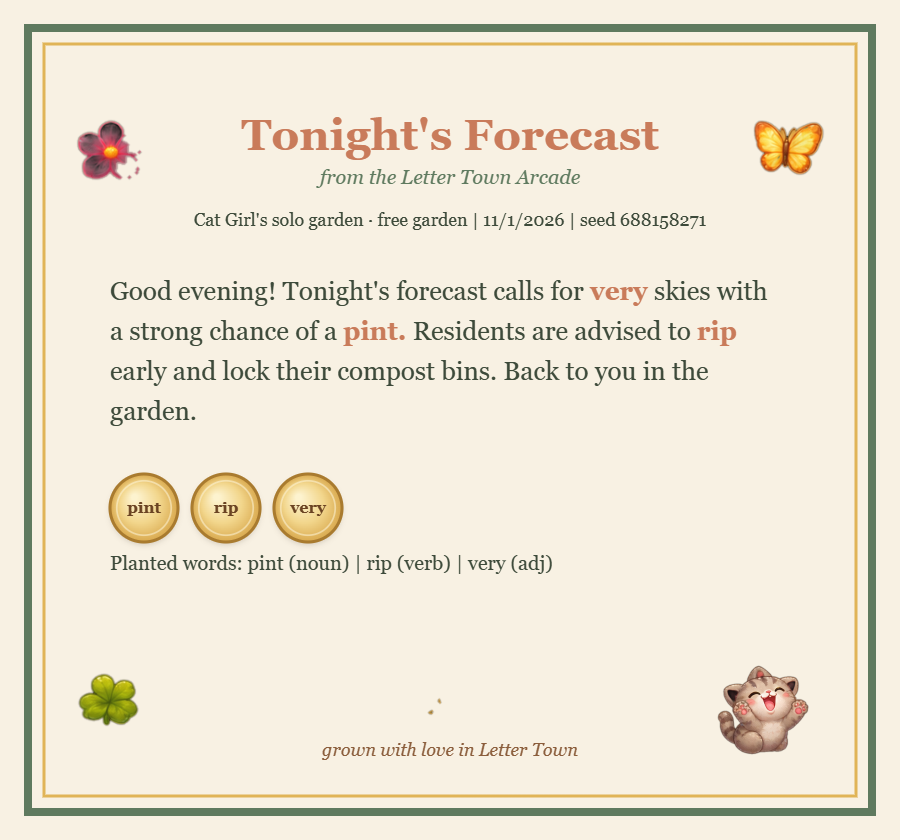 Tonight's Forecast
from the Letter Town Arcade
Cat Girl's solo garden · free garden | 11/1/2026 | seed 688158271
Good evening! Tonight's forecast calls for very skies with
a strong chance of a pint. Residents are advised to rip
early and lock their compost bins. Back to you in the
garden.
pint rip very
Planted words: pint (noun) | rip (verb) | very (adj)
grown with love in Letter Town